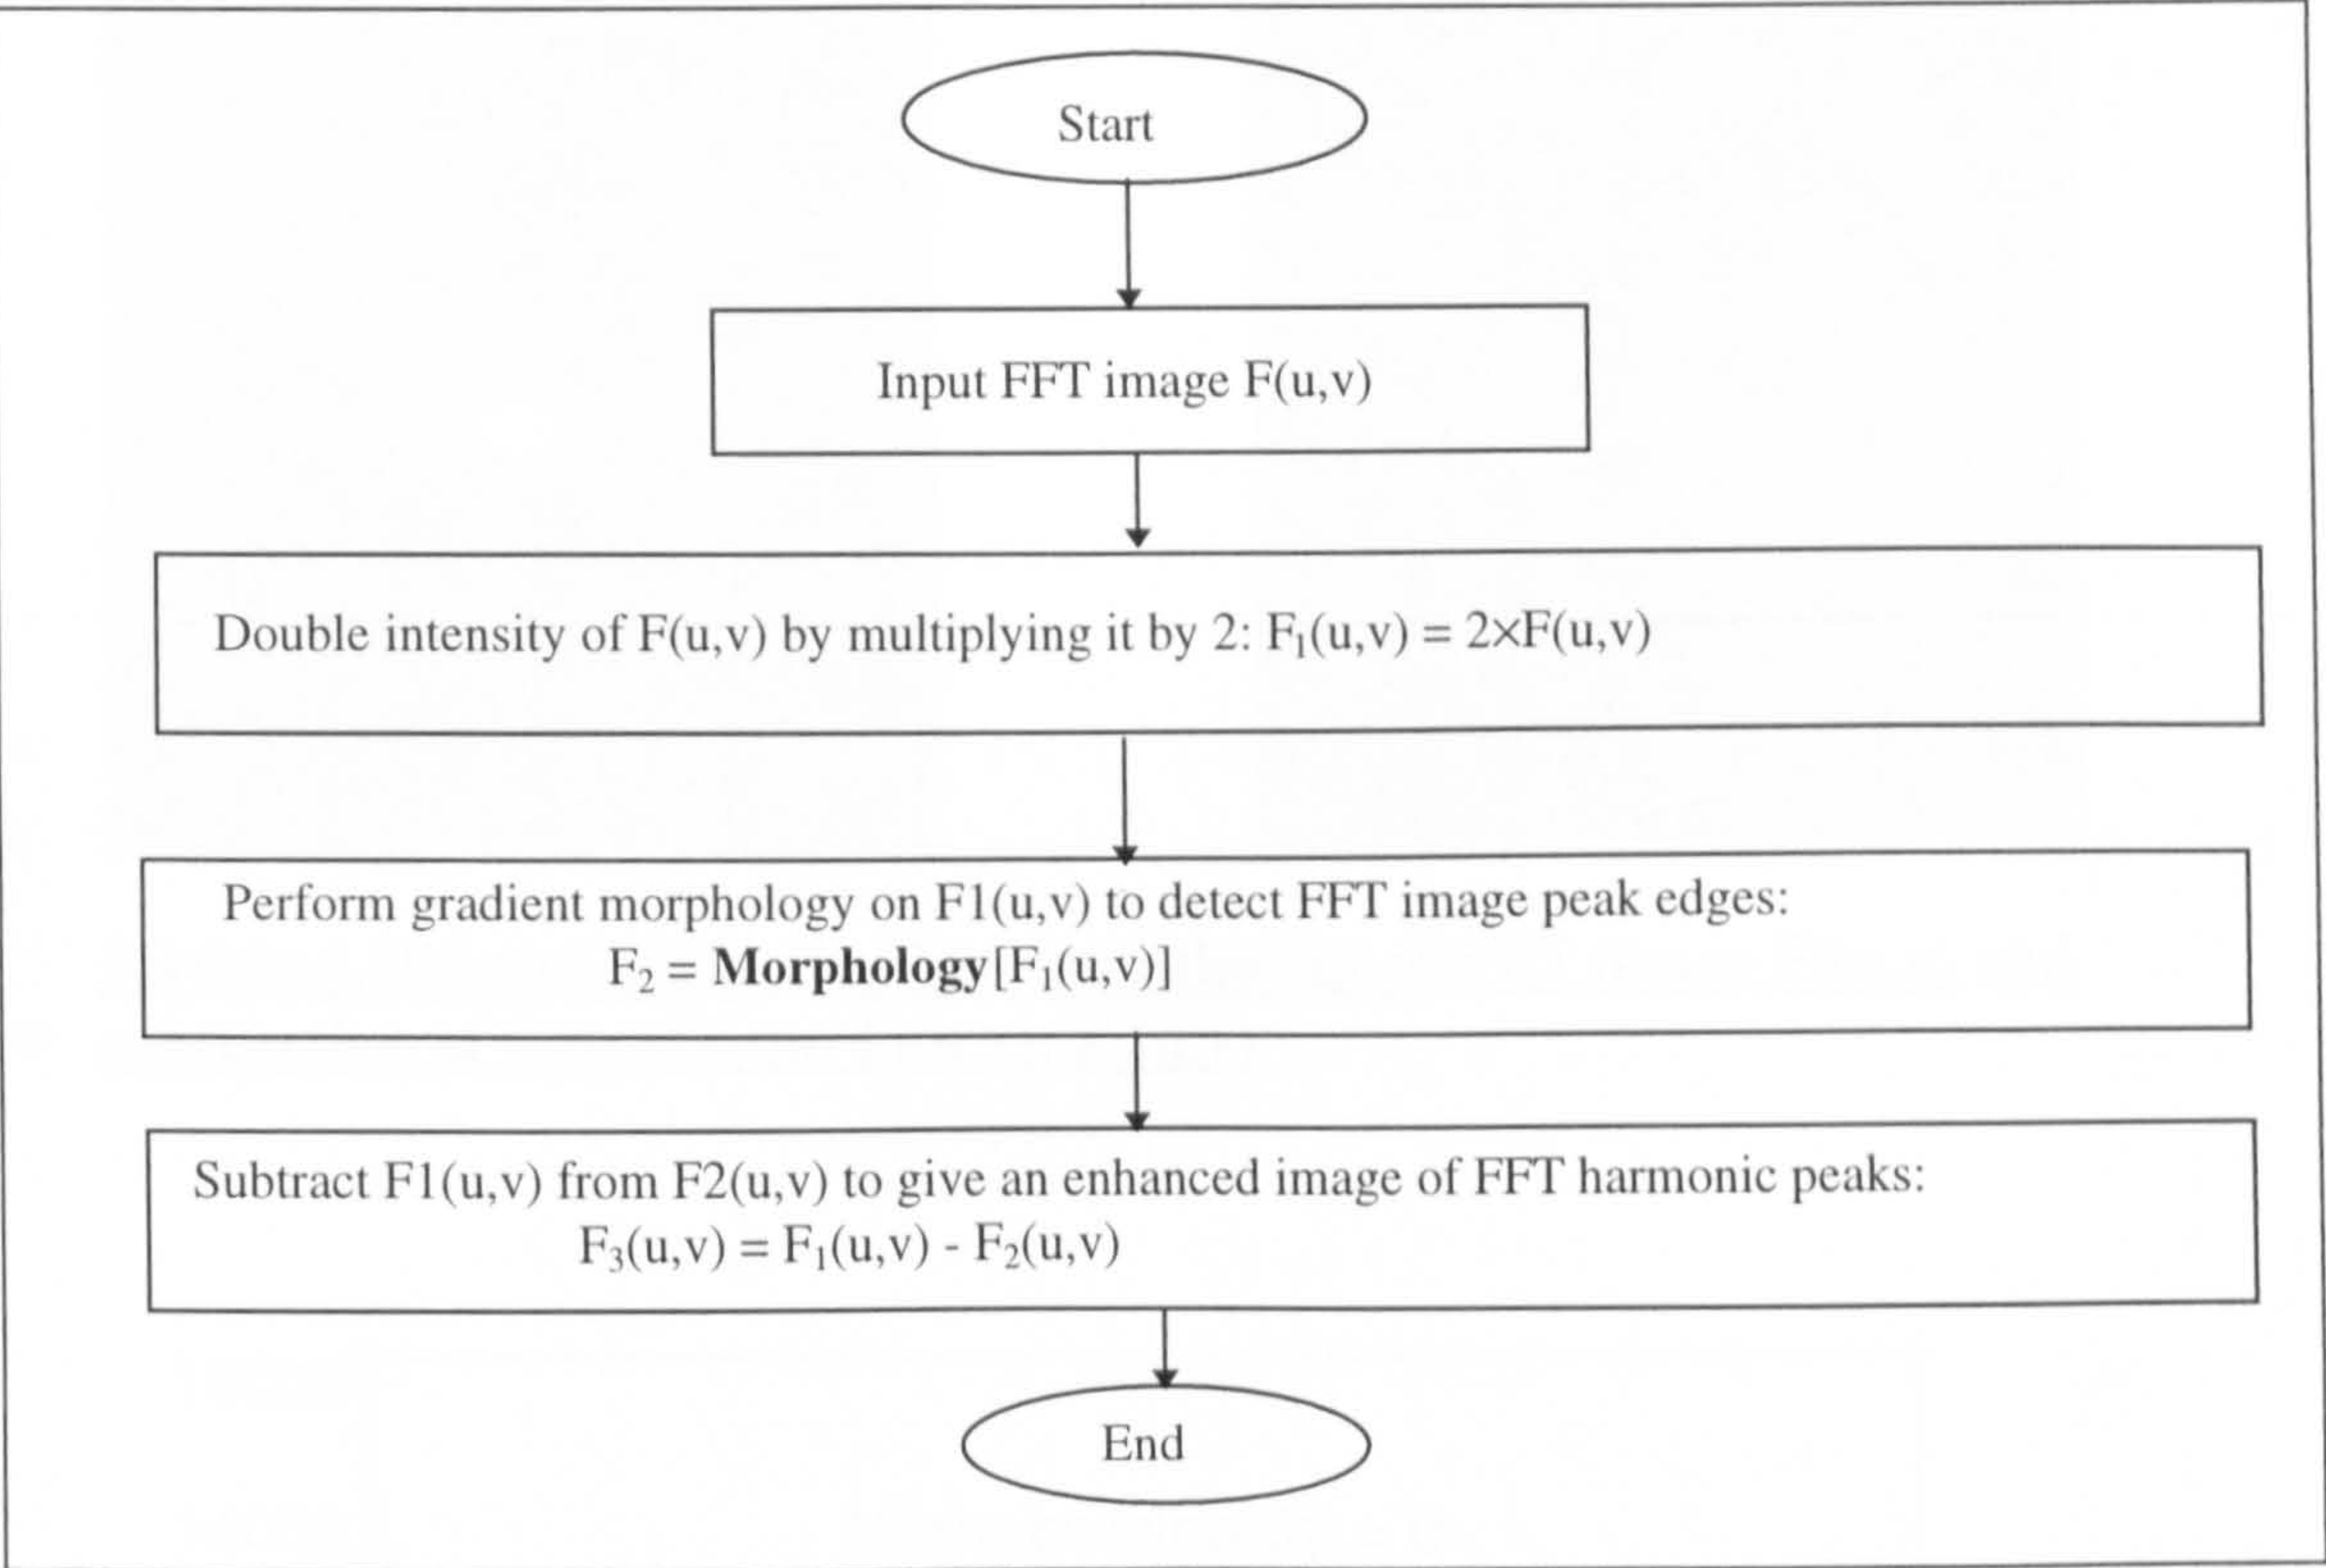 Start
Input FFT image F(u,v)
Double intensity of F(u,v) by multiplying it by 2: F₁(u,v) = 2×F(u,v)
Perform gradient morphology on F1(u,v) to detect FFT image peak edges:
F₂ = Morphology[F₁(u,v)]
Subtract F1(u,v) from F2(u,v) to give an enhanced image of FFT harmonic peaks:
F₃(u,v) = F₁(u,v) - F₂(u,v)
End